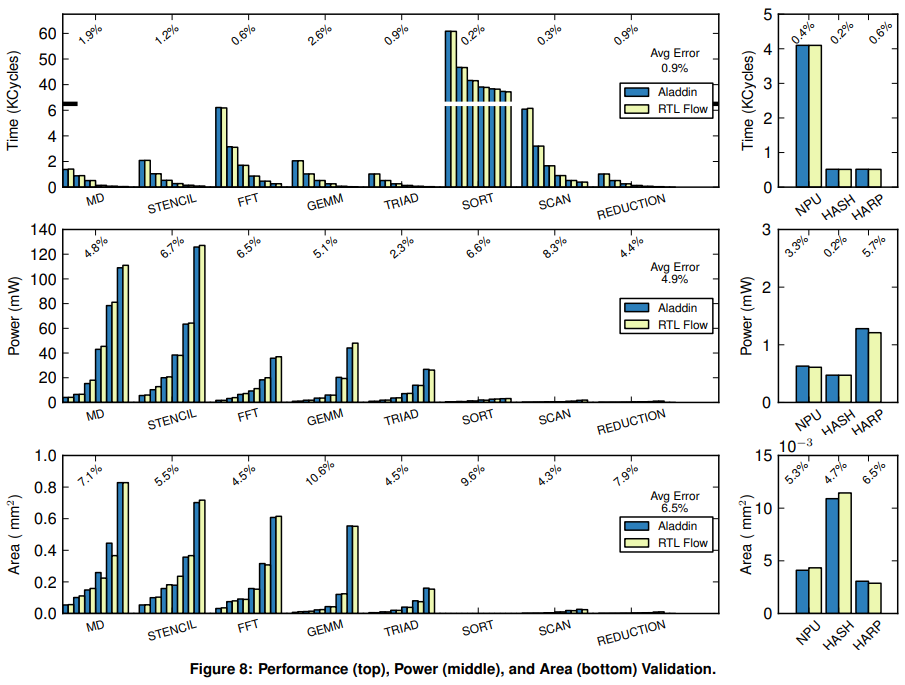 1.9% 1.2% 0.6% 2.6% 0.9% 0.2% 0.3% 0.9%
Avg Error
0.9%
Aladdin
RTL Flow
Time (KCycles)
60
50
40
6
4
2
0
MD STENCIL FFT GEMM TRIAD SORT SCAN REDUCTION
0.4% 0.2% 0.6%
Time (KCycles)
5
4
3
2
1
0
NPU HASH HARP
4.8% 6.7% 6.5% 5.1% 2.3% 6.6% 8.3% 4.4%
Avg Error
4.9%
Aladdin
RTL Flow
Power (mW)
140
120
100
80
60
40
20
0
MD STENCIL FFT GEMM TRIAD SORT SCAN REDUCTION
3.3% 0.2% 5.7%
Power (mW)
3
2
1
0
NPU HASH HARP
7.1% 5.5% 4.5% 10.6% 4.5% 9.6% 4.3% 7.9%
Avg Error
6.5%
Aladdin
RTL Flow
Area ( mm²)
1.0
0.8
0.6
0.4
0.2
0.0
MD STENCIL FFT GEMM TRIAD SORT SCAN REDUCTION
10⁻³
5.3% 4.7% 6.5%
Area ( mm²)
15
10
5
0
NPU HASH HARP
Figure 8: Performance (top), Power (middle), and Area (bottom) Validation.